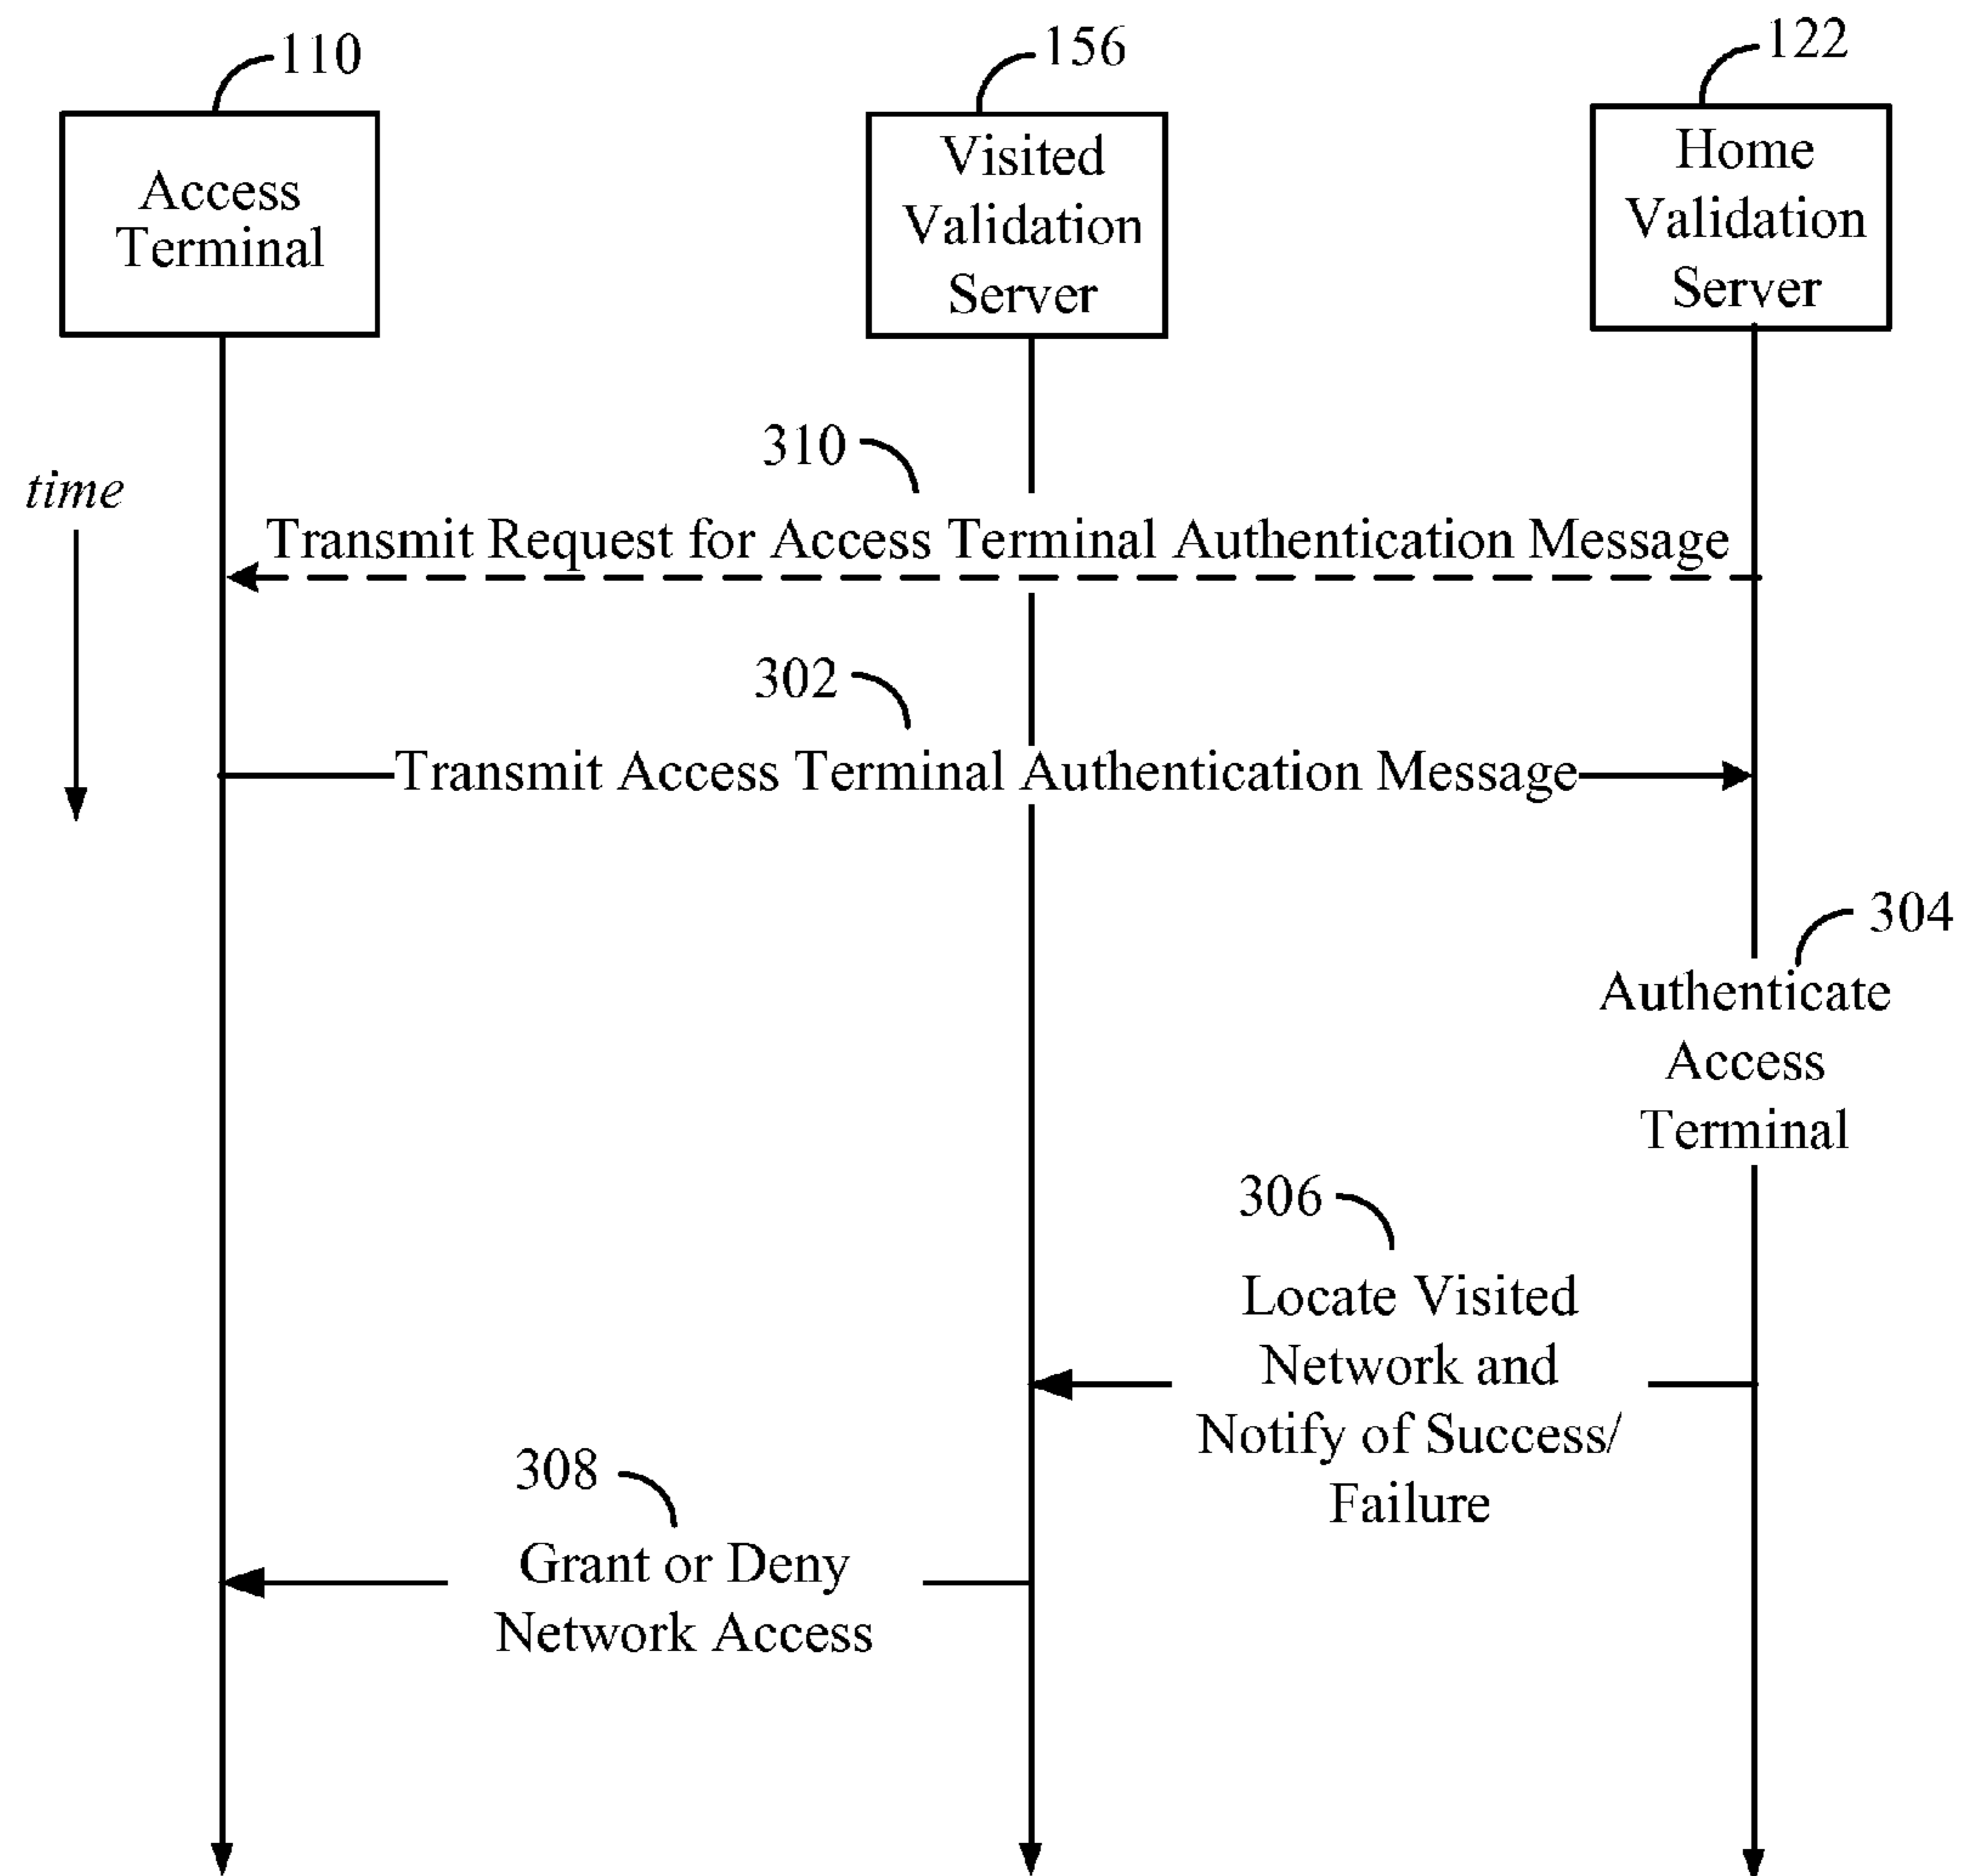 110
156
122
Access
Terminal
Visited
Validation
Server
Home
Validation
Server
310
time
Transmit Request for Access Terminal Authentication Message
302
Transmit Access Terminal Authentication Message
304
Authenticate
Access
Terminal
306
Locate Visited
Network and
Notify of Success/
Failure
308
Grant or Deny
Network Access